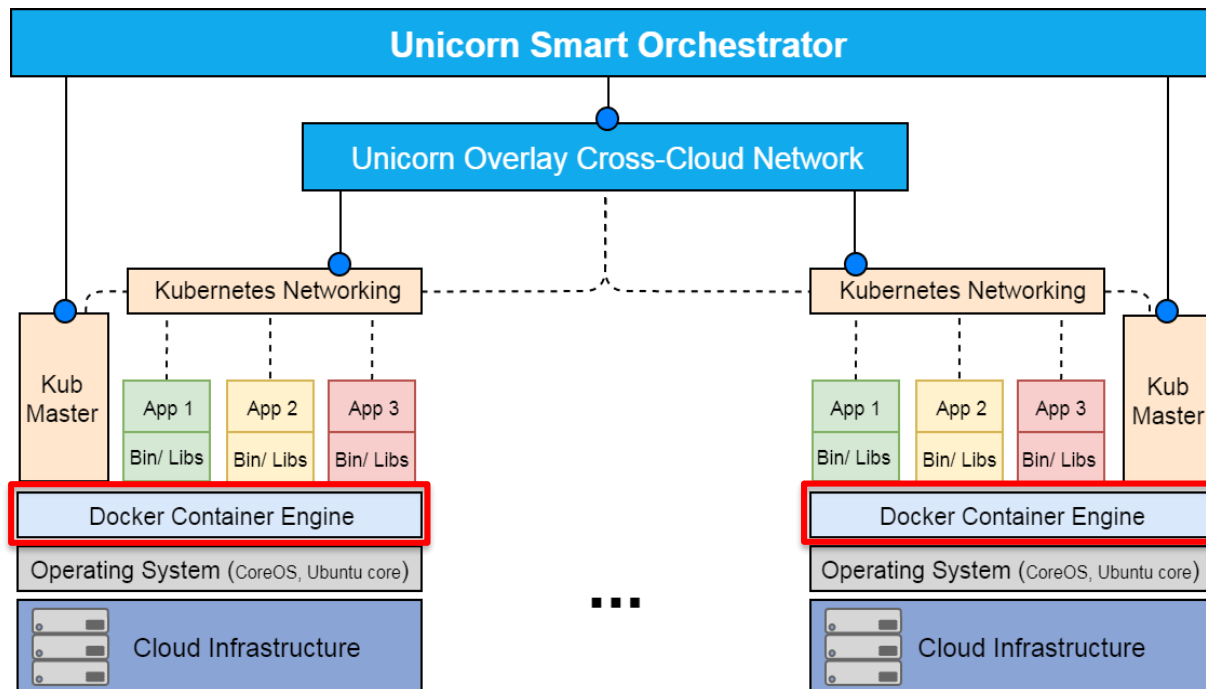 Unicorn Smart Orchestrator
Unicorn Overlay Cross-Cloud Network
Kubernetes Networking
Kubernetes Networking
Kub
Master
App 1
App 2
App 3
Bin/ Libs
Bin/ Libs
Bin/ Libs
App 1
App 2
App 3
Bin/ Libs
Bin/ Libs
Bin/ Libs
Kub
Master
Docker Container Engine
Docker Container Engine
Operating System (CoreOS, Ubuntu core)
Operating System (CoreOS, Ubuntu core)
...
Cloud Infrastructure
Cloud Infrastructure